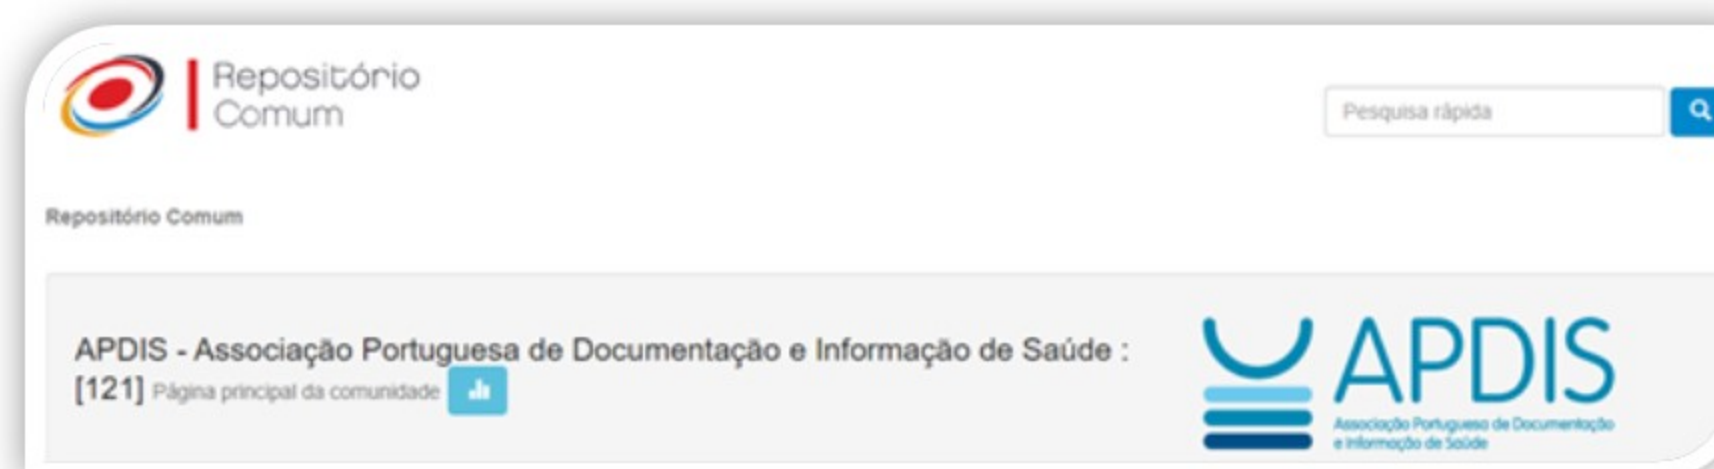 Repositório
Comum
Pesquisa rápida
Repositório Comum
APDIS - Associação Portuguesa de Documentação e Informação de Saúde :
[121] Página principal da comunidade
APDIS
Associação Portuguesa de Documentação
e Informação de Saúde